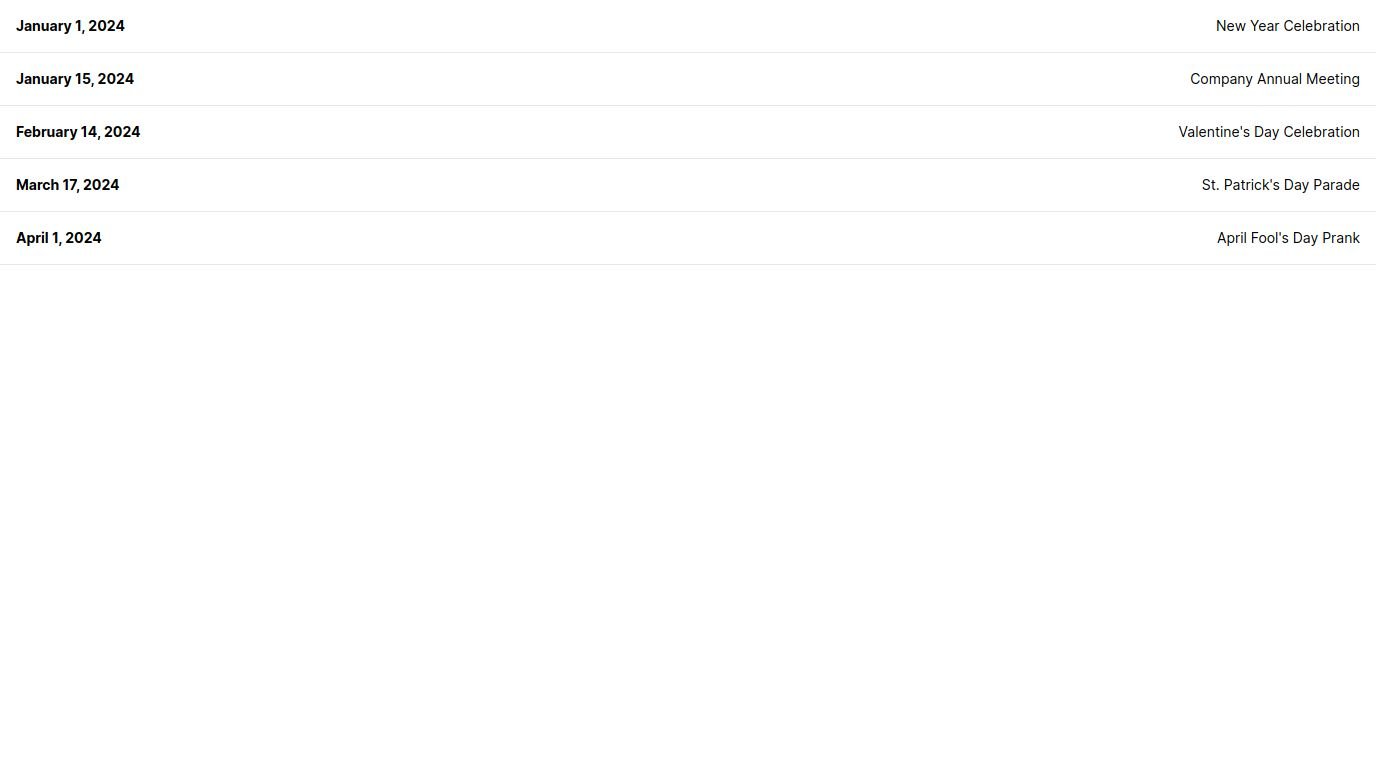 January 1, 2024 New Year Celebration
January 15, 2024 Company Annual Meeting
February 14, 2024 Valentine's Day Celebration
March 17, 2024 St. Patrick's Day Parade
April 1, 2024 April Fool's Day Prank